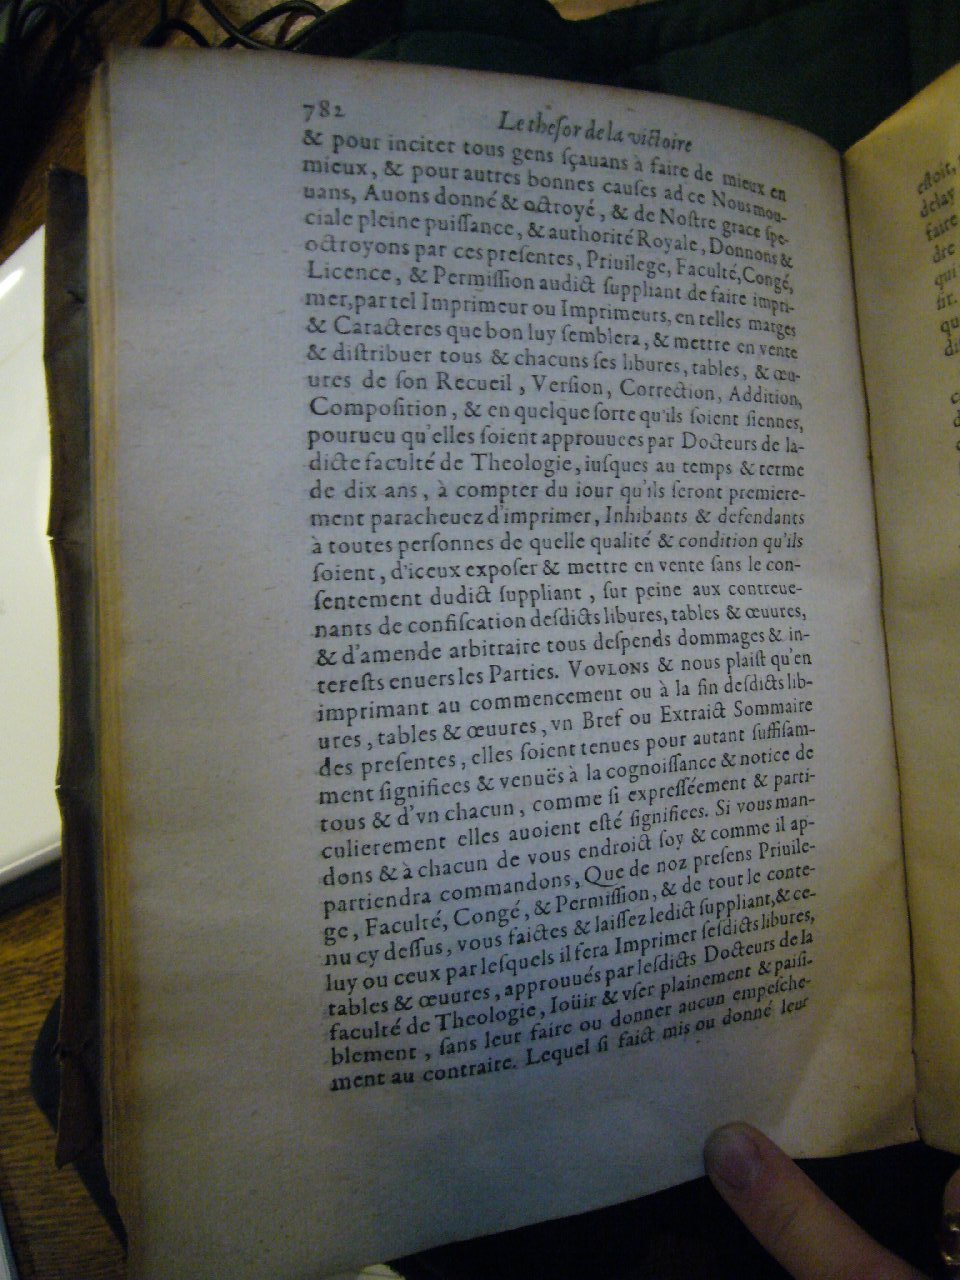 782 Le thesor de la victoire
& pour inciter tous gens sçauans à faire de mieux en
mieux, & pour autres bonnes causes ad ce Nous mou-
uans, Auons donné & octroyé, & de Nostre grace spe-
ciale pleine puissance, & authorité Royale, Donnons &
octroyons par ces presentes, Priuilege, Faculté, Congé,
Licence, & Permission audict suppliant de faire impri-
mer, par tel Imprimeur ou Imprimeurs, en telles marges
& Caracteres que bon luy semblera, & mettre en vente
& distribuer tous & chacuns ses libures, tables, & œu-
ures de son Recueil, Version, Correction, Addition,
Composition, & en quelque sorte qu'ils soient siennes,
pourueu qu'elles soient approuuees par Docteurs de la-
dicte faculté de Theologie, iusques au temps & terme
de dix ans, à compter du iour qu'ils seront premiere-
ment paracheuez d'imprimer, Inhibants & defendants
à toutes personnes de quelle qualité & condition qu'ils
soient, d'iceux exposer & mettre en vente sans le con-
sentement dudict suppliant, sur peine aux contreue-
nants de confiscation desdicts libures, tables & œuures,
& d'amende arbitraire tous despends dommages & in-
terests enuers les Parties. VOVLONS & nous plaist qu'en
imprimant au commencement ou à la fin desdicts lib-
ures, tables & œuures, vn Bref ou Extraict Sommaire
des presentes, elles soient tenues pour autant suffisam-
ment significes & venuës à la cognoissance & notice de
tous & d'vn chacun, comme si expresséement & parti-
culierement elles auoient esté significes. Si vous man-
dons & à chacun de vous endroict soy & comme il ap-
partiendra commandons, Que de noz presens Priuile-
ge, Faculté, Congé, & Permission, & de tout le conte-
nu cy dessus, vous faictes & laissez ledict suppliant, & ce-
luy ou ceux par lesquels il fera Imprimer sesdicts libures,
tables & œuures, approuués par lesdicts Docteurs de la
faculté de Theologie, Ioüir & vser plainement & paisi-
blement, sans leur faire ou donner aucun empesche-
ment au contraire. Lequel si faict mis ou donné leur
estoit,
delay
faire
dre
qui
fit.
qu